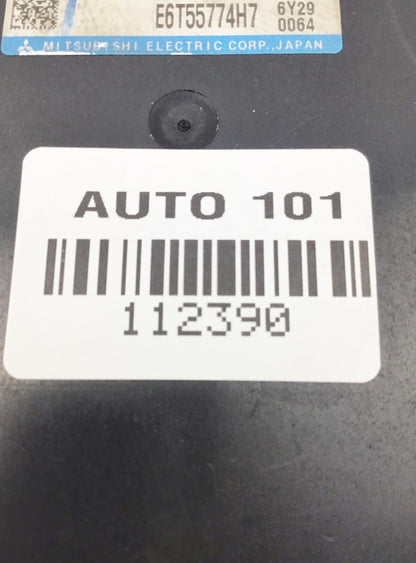 E6T55774H7 6Y29
0064
MITSUBISHI ELECTRIC CORP., JAPAN
AUTO 101
112390